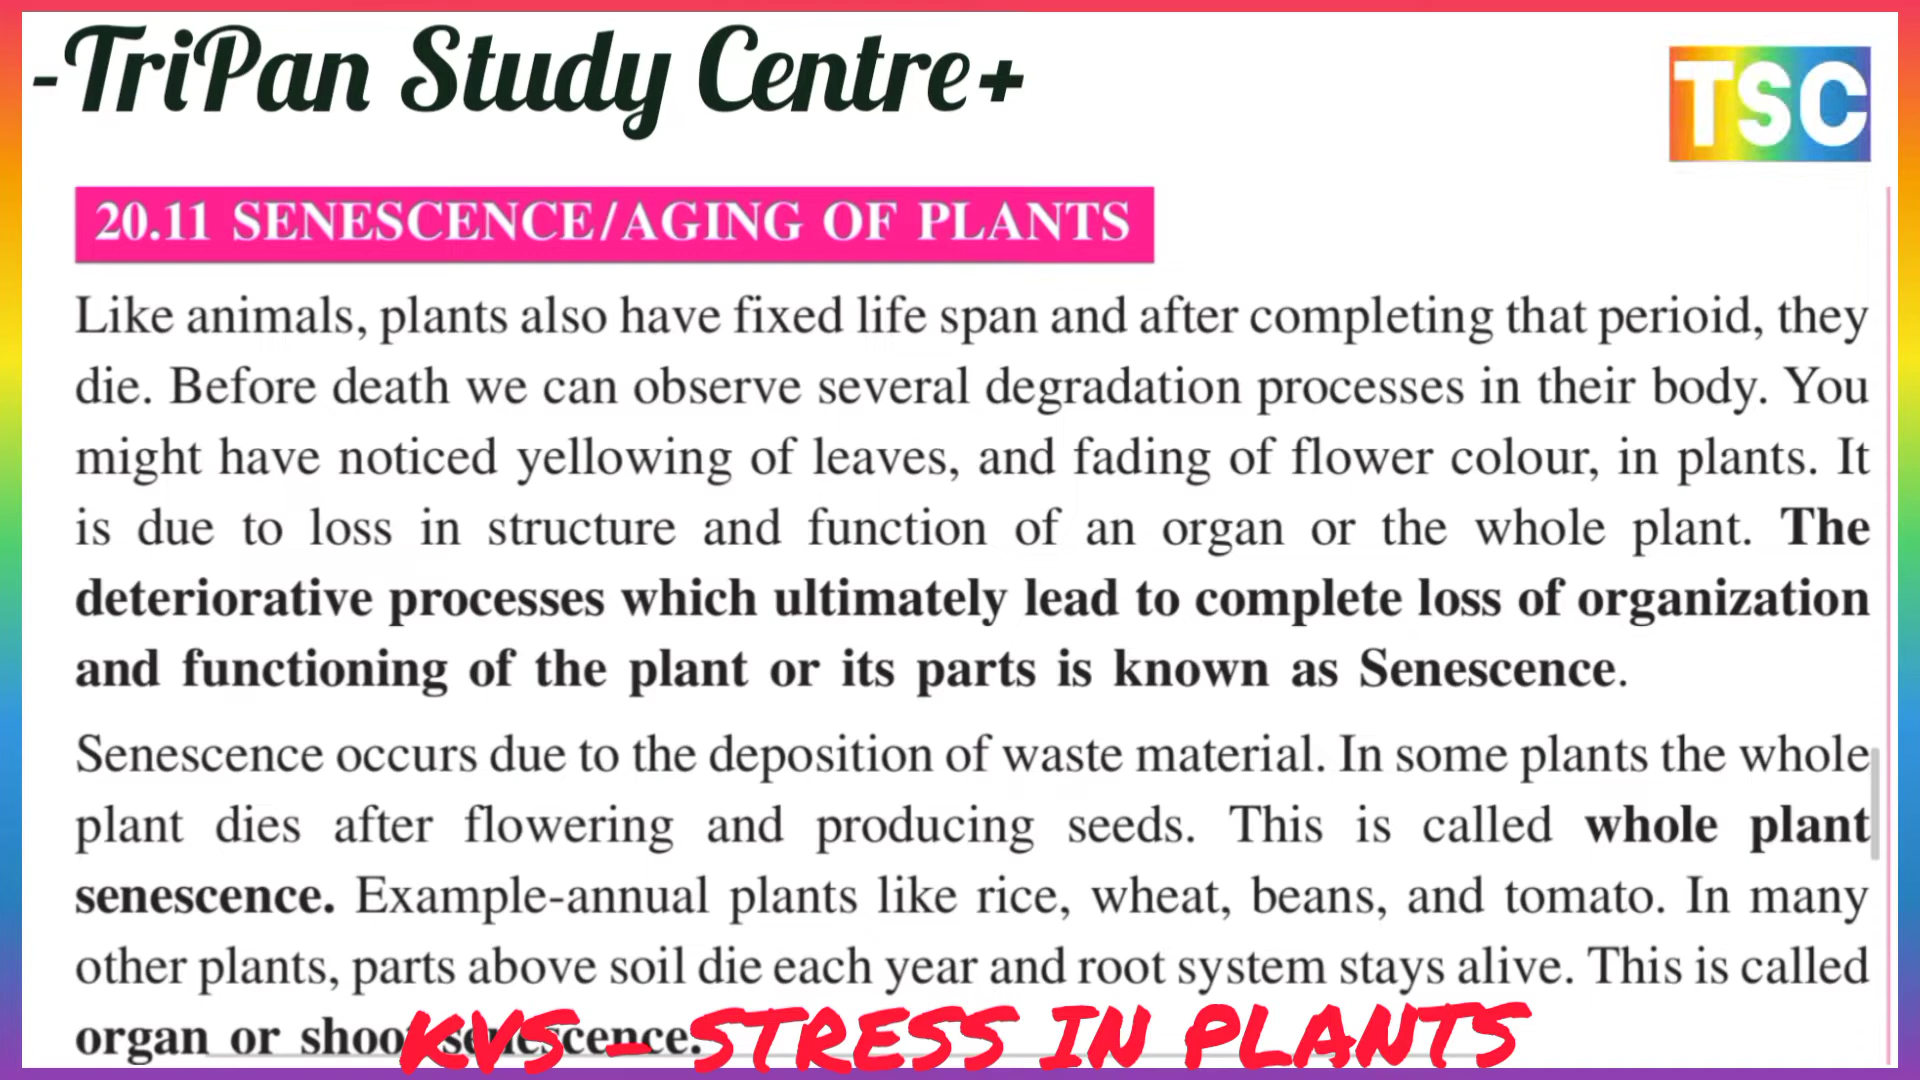 -TriPan Study Centre+
TSC
20.11 SENESCENCE/AGING OF PLANTS
Like animals, plants also have fixed life span and after completing that perioid, they
die. Before death we can observe several degradation processes in their body. You
might have noticed yellowing of leaves, and fading of flower colour, in plants. It
is due to loss in structure and function of an organ or the whole plant. The
deteriorative processes which ultimately lead to complete loss of organization
and functioning of the plant or its parts is known as Senescence.
Senescence occurs due to the deposition of waste material. In some plants the whole
plant dies after flowering and producing seeds. This is called whole plant
senescence. Example-annual plants like rice, wheat, beans, and tomato. In many
other plants, parts above soil die each year and root system stays alive. This is called
organ or shoot senescence.
KVS - STRESS IN PLANTS